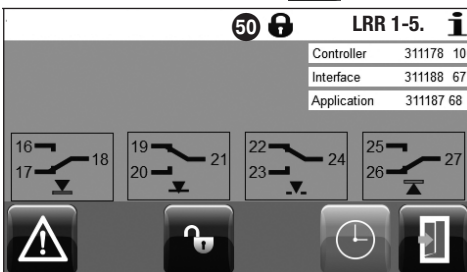 50 LRR 1-5. i
Controller 311178 10
Interface 311188 67
Application 311187 68
16 19 22 25
17 18 20 21 23 24 26 27